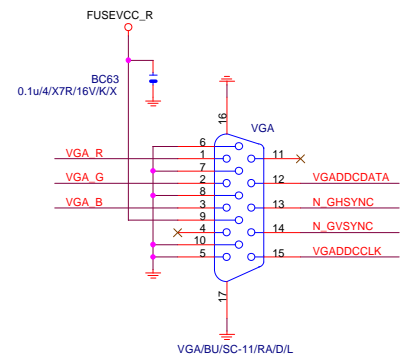 FUSEVCC_R
BC63
0.1u/4/X7R/16V/K/X
16
VGA
6
VGA_R 1 11
7
VGA_G 2 12 VGADDCDATA
8
VGA_B 3 13 N_GHSYNC
9
4 14 N_GVSYNC
10
5 15 VGADDCCLK
17
VGA/BU/SC-11/RA/D/L